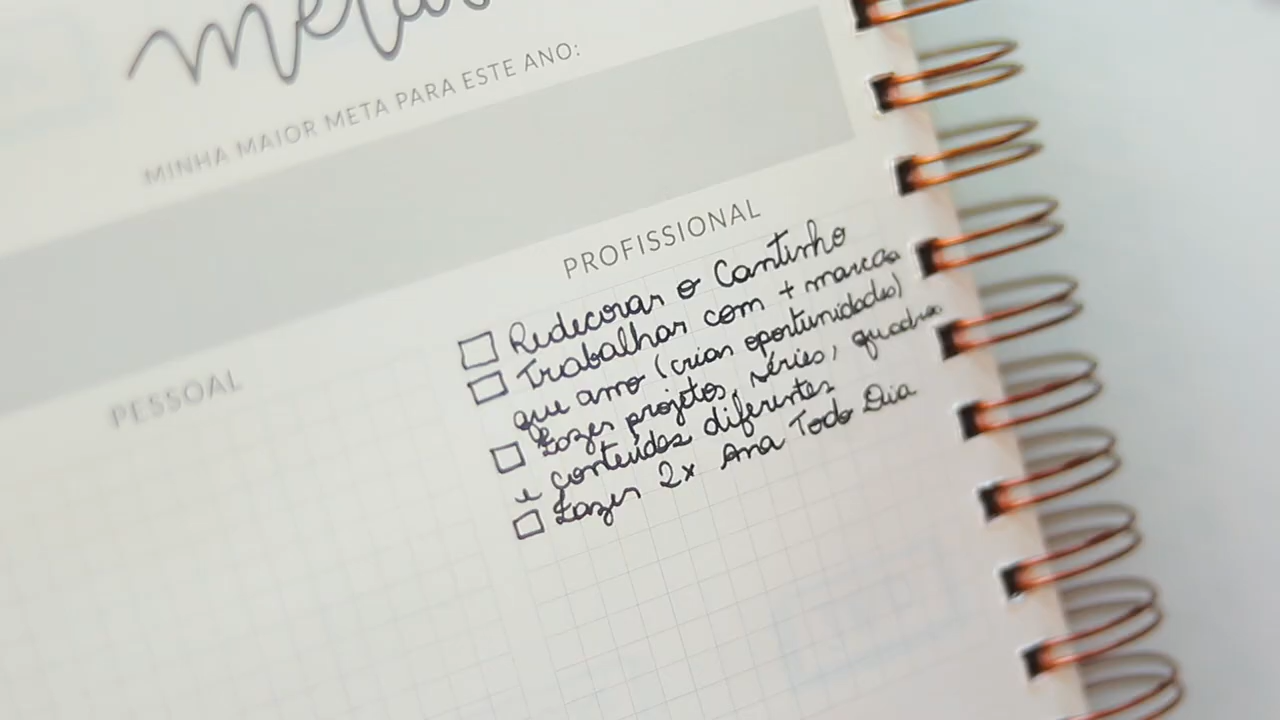 metas
MINHA MAIOR META PARA ESTE ANO:
PESSOAL
PROFISSIONAL
Redecorar o Cantinho
Trabalhar com + marcas
que amo (criar oportunidades)
Fazer projetos, séries, quadros
e conteúdos diferentes
Fazer 2x Ana Todo Dia